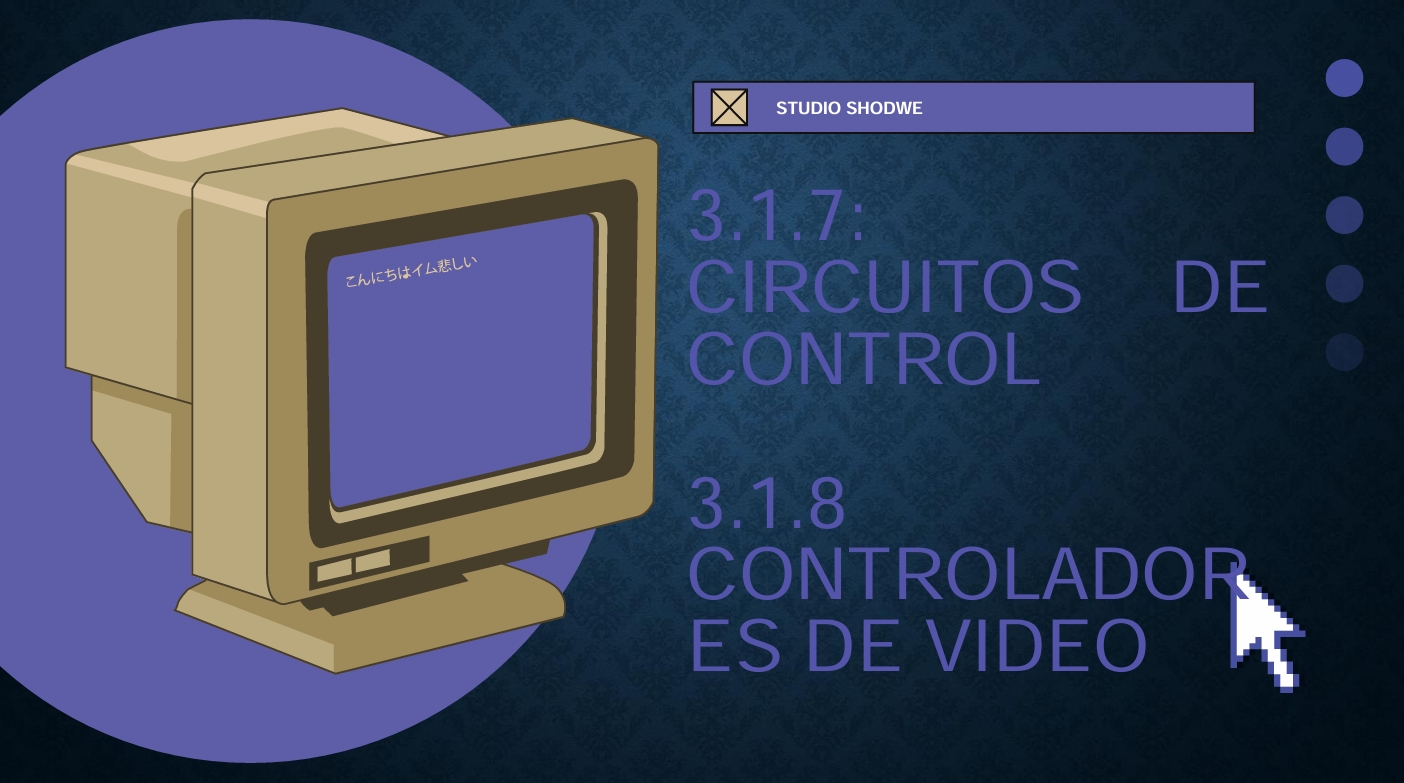 STUDIO SHODWE
3.1.7:
CIRCUITOS DE
CONTROL
3.1.8
CONTROLADOR
ES DE VIDEO
こんにちはイム悲しい